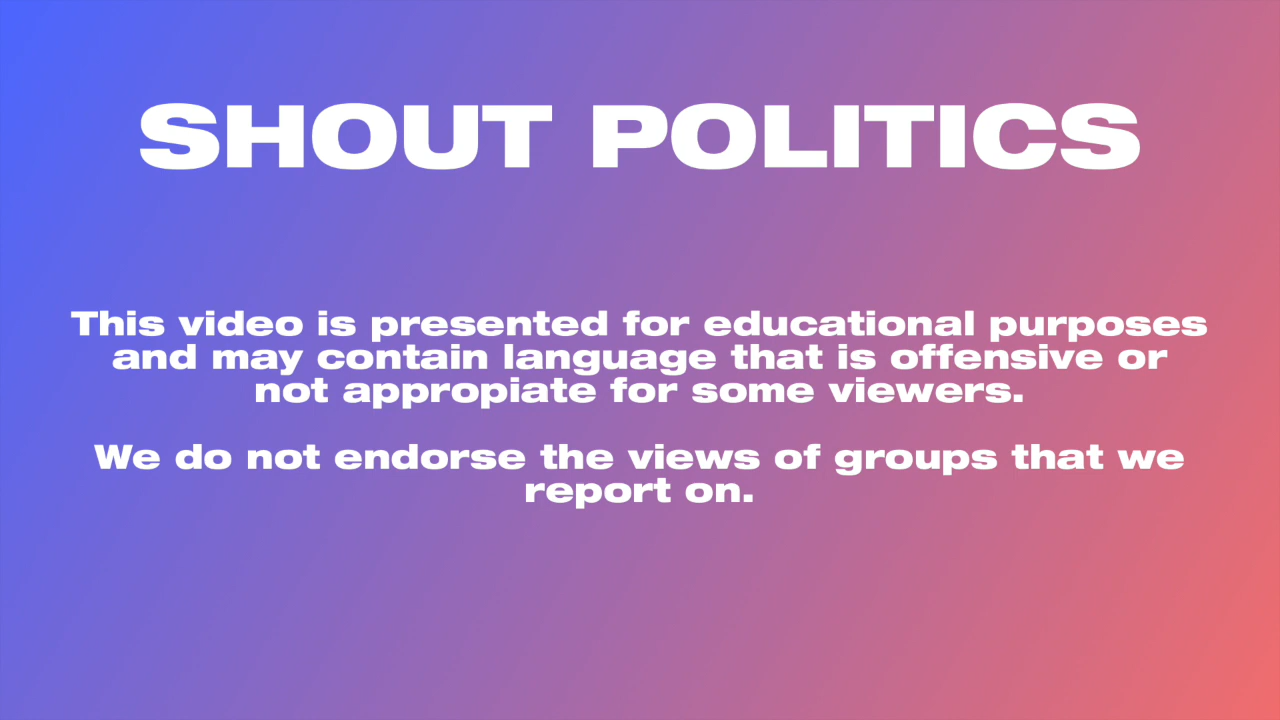 SHOUT POLITICS
This video is presented for educational purposes
and may contain language that is offensive or
not appropiate for some viewers.
We do not endorse the views of groups that we
report on.